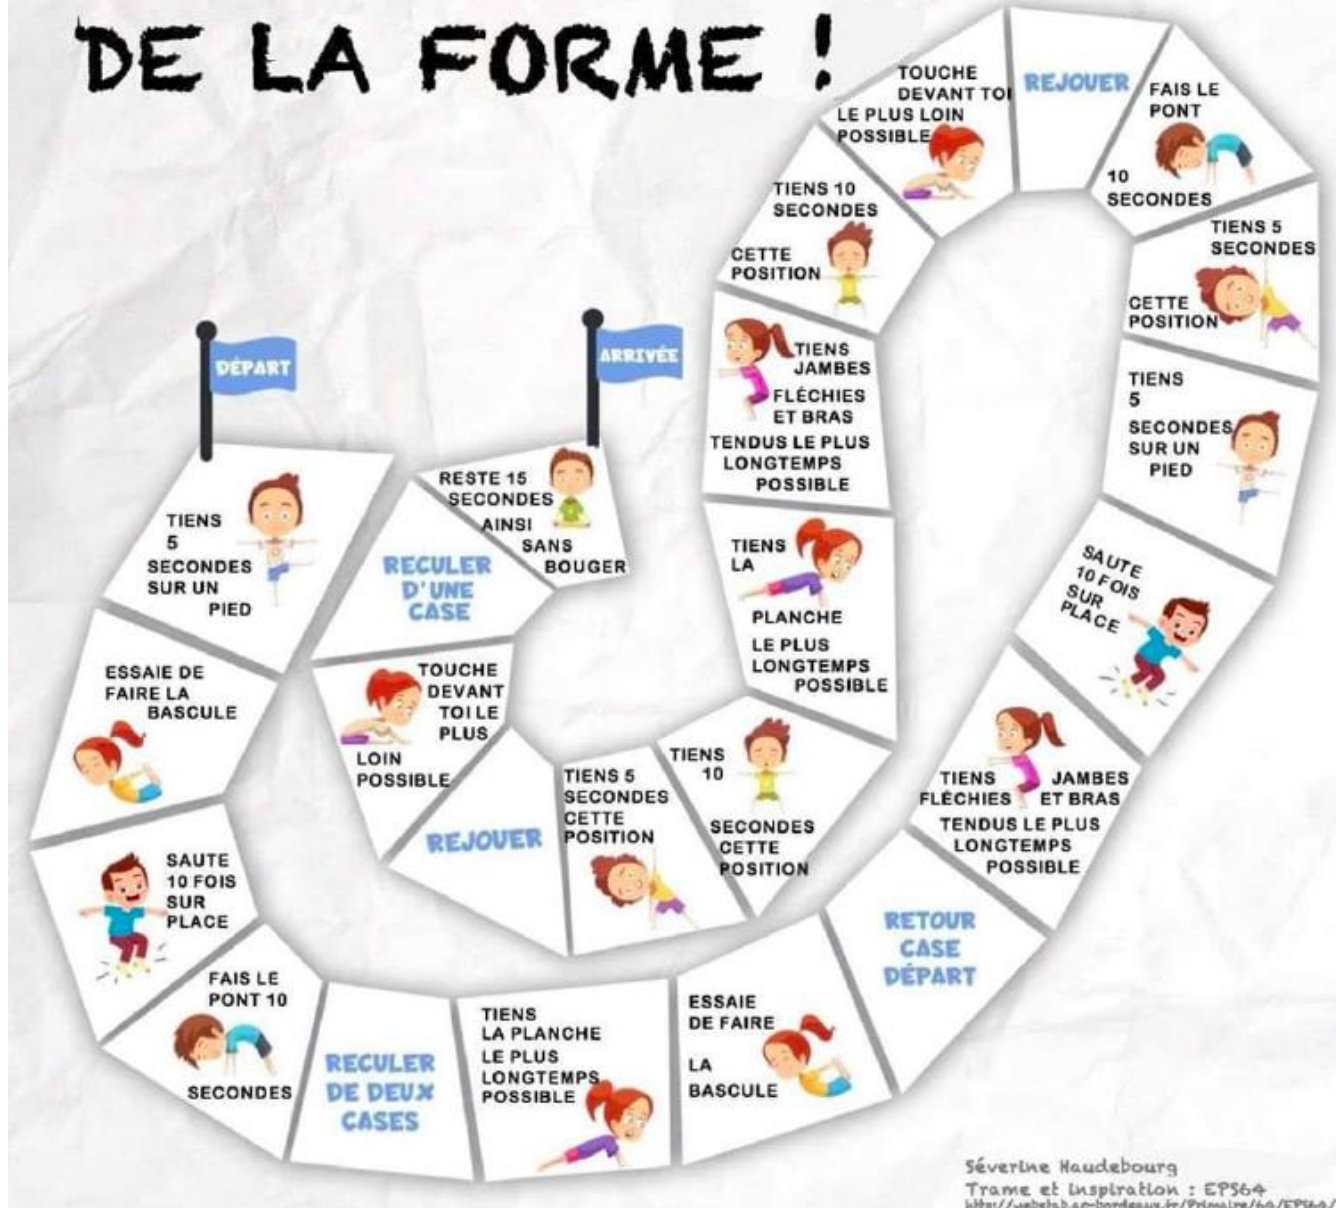 DE LA FORME !
DÉPART
TIENS
5
SECONDES
SUR UN
PIED
ESSAIE DE
FAIRE LA
BASCULE
SAUTE
10 FOIS
SUR
PLACE
FAIS LE
PONT 10
SECONDES
RECULER
DE DEUX
CASES
TIENS
LA PLANCHE
LE PLUS
LONGTEMPS
POSSIBLE
ESSAIE
DE FAIRE
LA
BASCULE
RETOUR
CASE
DÉPART
TIENS JAMBES
FLÉCHIES ET BRAS
TENDUS LE PLUS
LONGTEMPS
POSSIBLE
SAUTE
10 FOIS
SUR
PLACE
TIENS
5
SECONDES
SUR UN
PIED
TIENS 5
SECONDES
CETTE
POSITION
FAIS LE
PONT
10
SECONDES
REJOUER
TOUCHE
DEVANT TOI
LE PLUS LOIN
POSSIBLE
TIENS 10
SECONDES
CETTE
POSITION
TIENS
JAMBES
FLÉCHIES
ET BRAS
TENDUS LE PLUS
LONGTEMPS
POSSIBLE
TIENS
LA
PLANCHE
LE PLUS
LONGTEMPS
POSSIBLE
TIENS
10
SECONDES
CETTE
POSITION
TIENS 5
SECONDES
CETTE
POSITION
REJOUER
TOUCHE
DEVANT
TOI LE
PLUS
LOIN
POSSIBLE
RECULER
D'UNE
CASE
RESTE 15
SECONDES
AINSI
SANS
BOUGER
ARRIVÉE
Séverine Haudebourg
Trame et inspiration : EPS64